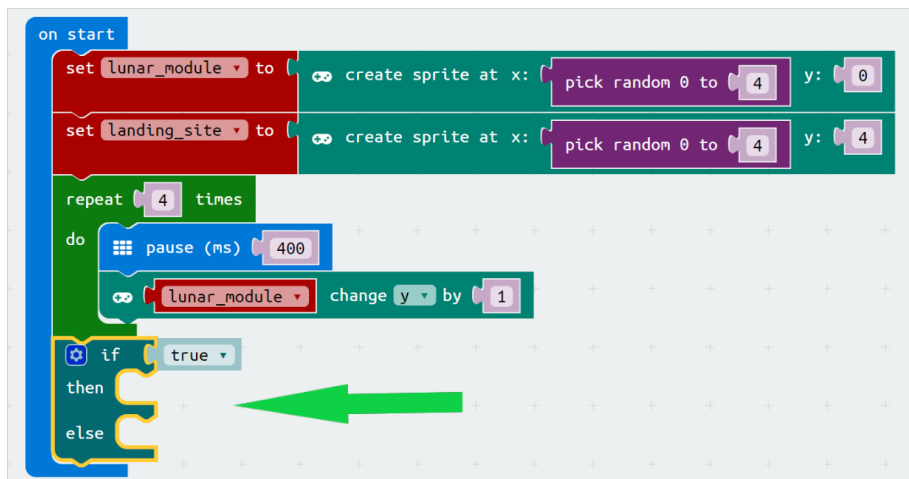 on start
set lunar_module to create sprite at x: pick random 0 to 4 y: 0
set landing_site to create sprite at x: pick random 0 to 4 y: 4
repeat 4 times
do pause (ms) 400
lunar_module change y by 1
if true
then
else